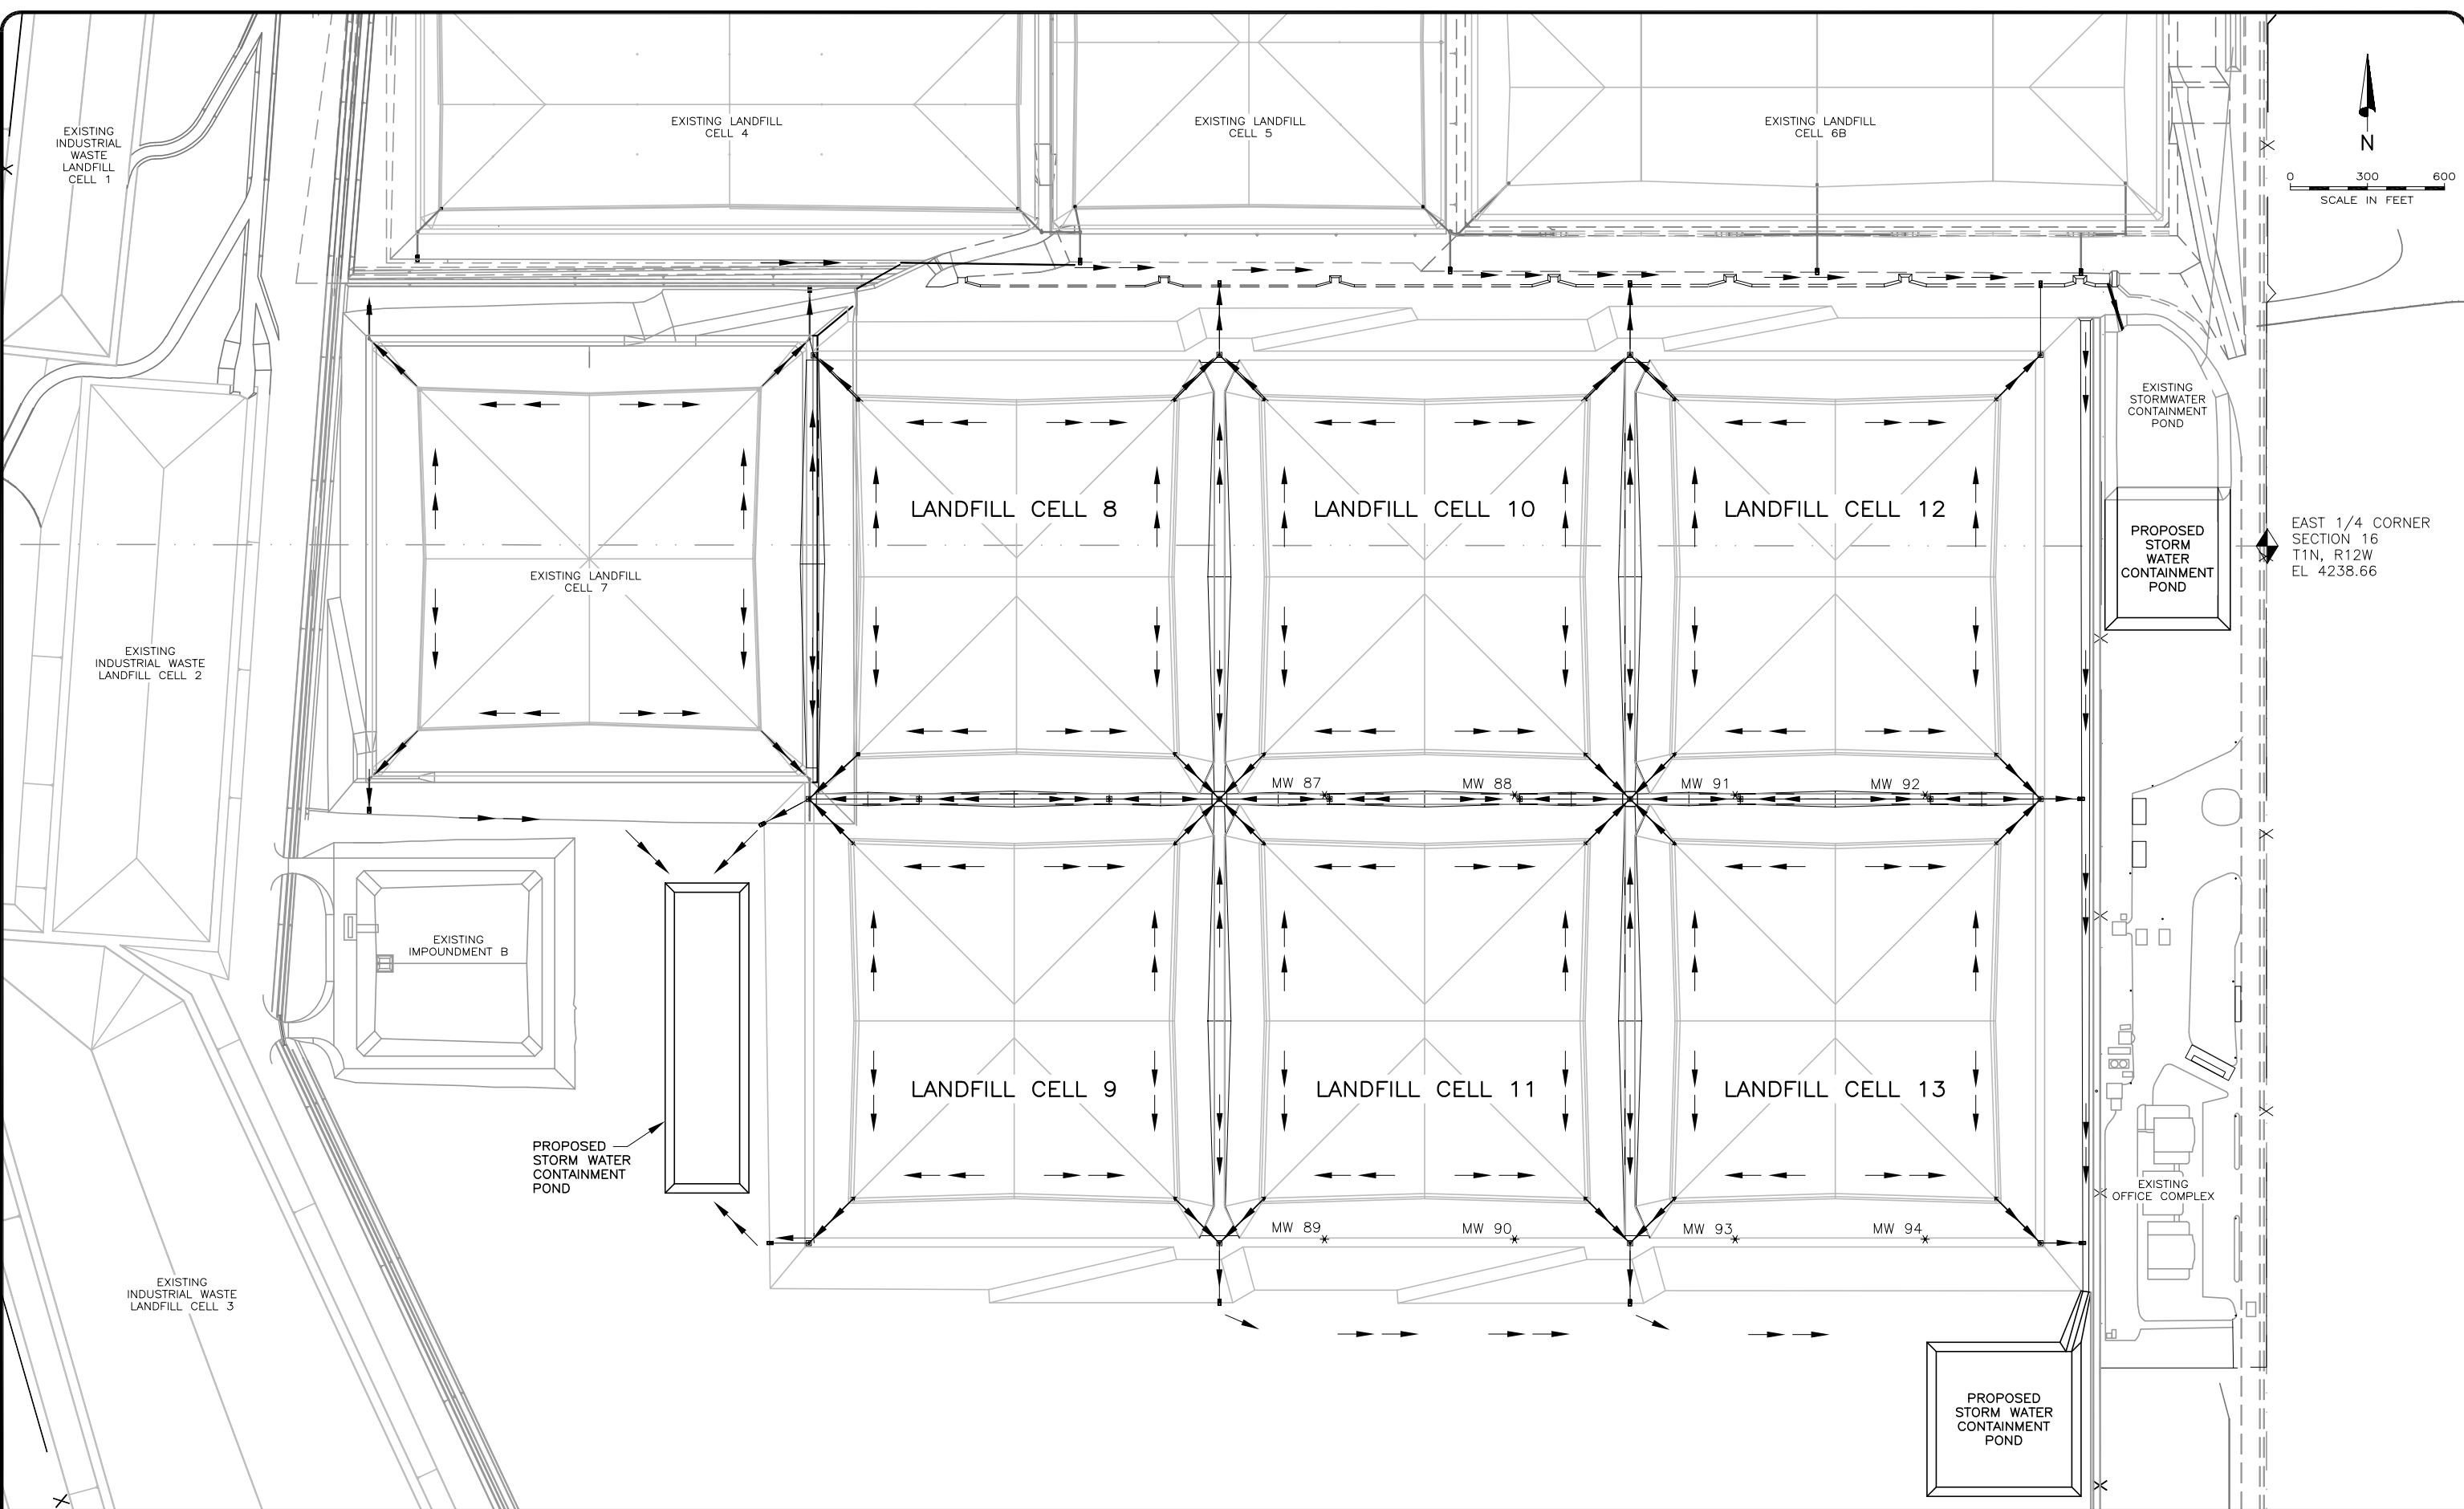 EXISTING
INDUSTRIAL
WASTE
LANDFILL
CELL 1
EXISTING LANDFILL
CELL 4
EXISTING LANDFILL
CELL 5
EXISTING LANDFILL
CELL 6B
N
0 300 600
SCALE IN FEET
EXISTING
STORMWATER
CONTAINMENT
POND
LANDFILL CELL 8
LANDFILL CELL 10
LANDFILL CELL 12
PROPOSED
STORM
WATER
CONTAINMENT
POND
EAST 1/4 CORNER
SECTION 16
T1N, R12W
EL 4238.66
EXISTING LANDFILL
CELL 7
EXISTING
INDUSTRIAL WASTE
LANDFILL CELL 2
MW 87
MW 88
MW 91
MW 92
EXISTING
IMPOUNDMENT B
LANDFILL CELL 9
LANDFILL CELL 11
LANDFILL CELL 13
PROPOSED
STORM WATER
CONTAINMENT
POND
EXISTING
OFFICE COMPLEX
MW 89
MW 90
MW 93
MW 94
EXISTING
INDUSTRIAL WASTE
LANDFILL CELL 3
PROPOSED
STORM WATER
CONTAINMENT
POND